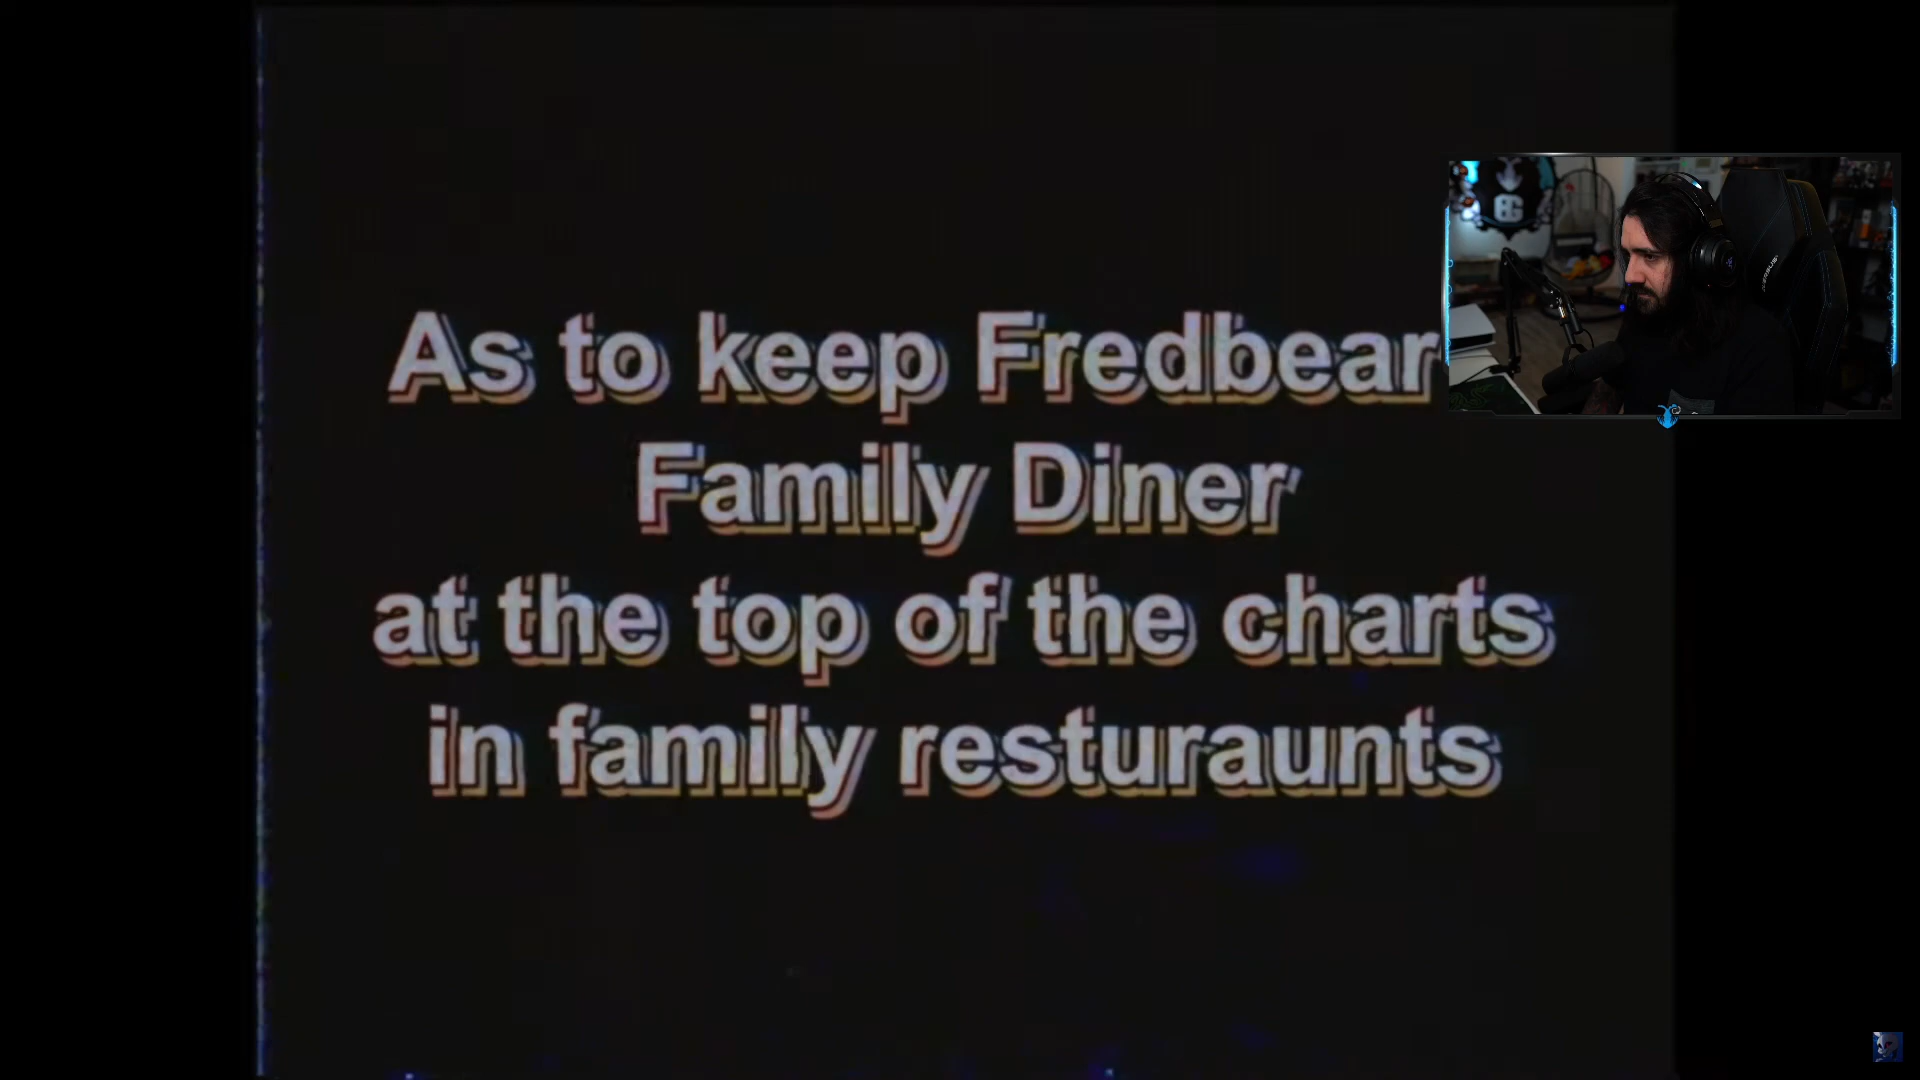 As to keep Fredbear
Family Diner
at the top of the charts
in family resturaunts